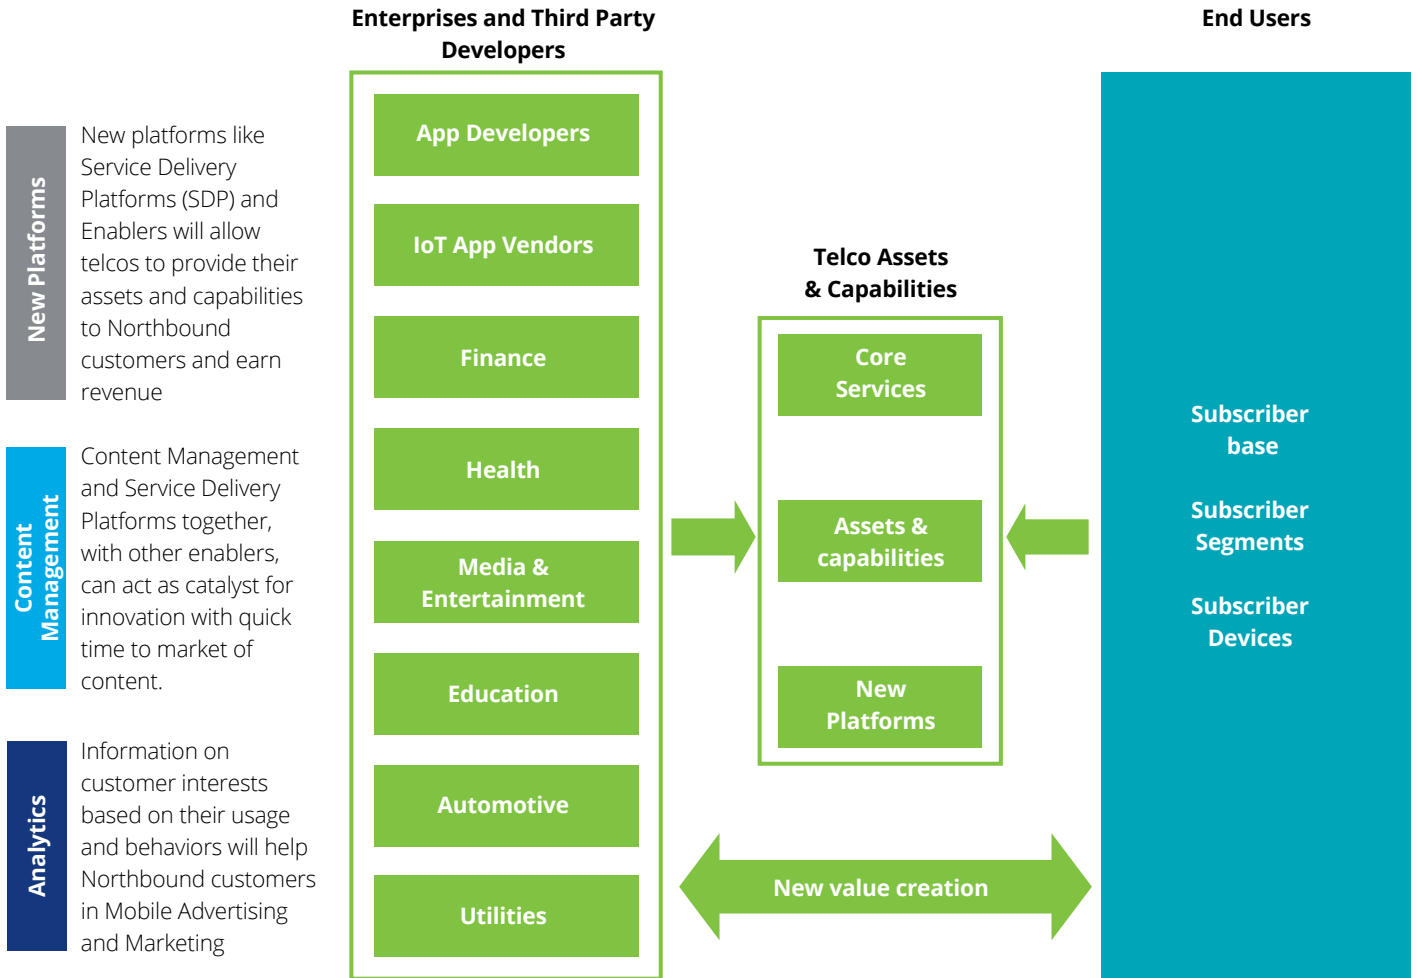 Enterprises and Third Party
Developers
End Users
New Platforms
New platforms like
Service Delivery
Platforms (SDP) and
Enablers will allow
telcos to provide their
assets and capabilities
to Northbound
customers and earn
revenue
Content
Management
Content Management
and Service Delivery
Platforms together,
with other enablers,
can act as catalyst for
innovation with quick
time to market of
content.
Analytics
Information on
customer interests
based on their usage
and behaviors will help
Northbound customers
in Mobile Advertising
and Marketing
App Developers
IoT App Vendors
Finance
Health
Media &
Entertainment
Education
Automotive
Utilities
Telco Assets
& Capabilities
Core
Services
Assets &
capabilities
New
Platforms
New value creation
Subscriber
base
Subscriber
Segments
Subscriber
Devices